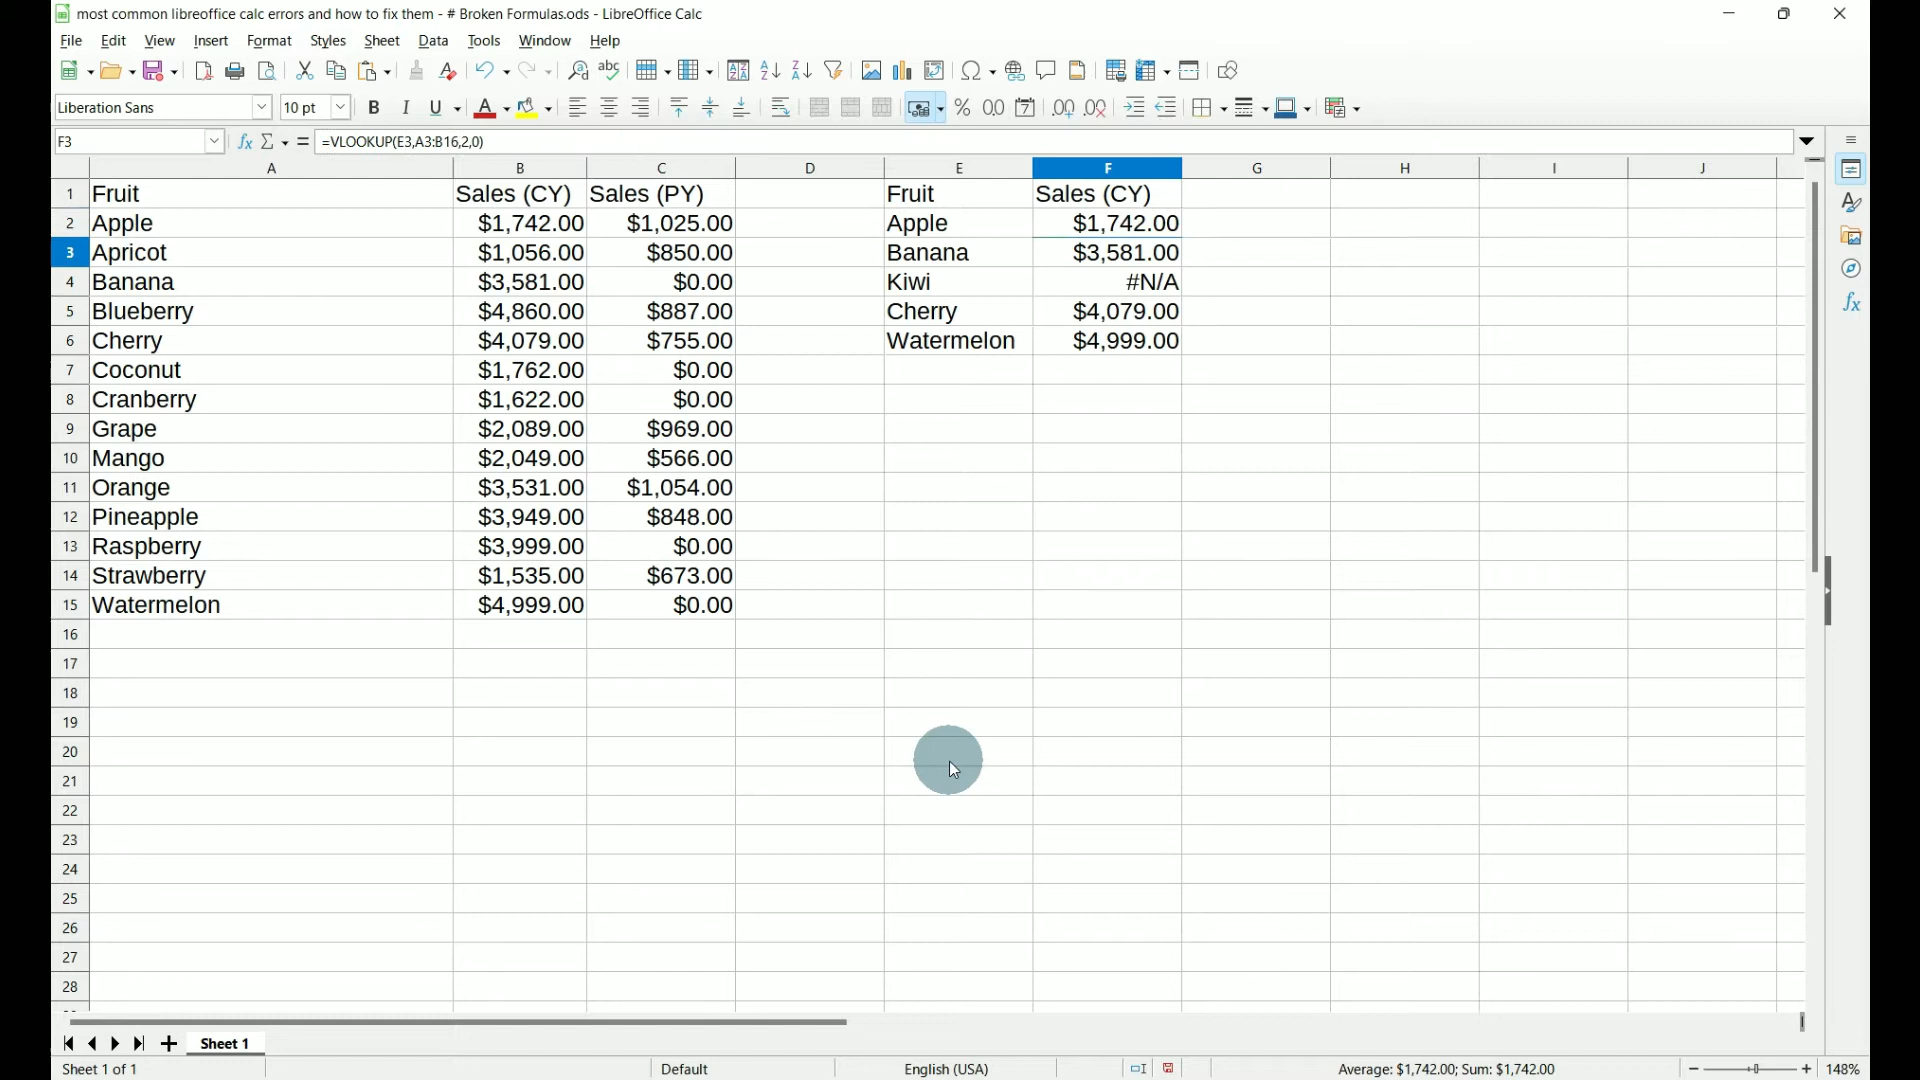 most common libreoffice calc errors and how to fix them - # Broken Formulas.ods - LibreOffice Calc
File Edit View Insert Format Styles Sheet Data Tools Window Help
Liberation Sans 10 pt
F3 =VLOOKUP(E3,A3:B16,2,0)
A B C D E F G H I J
1 Fruit Sales (CY) Sales (PY) Fruit Sales (CY)
2 Apple $1,742.00 $1,025.00 Apple $1,742.00
3 Apricot $1,056.00 $850.00 Banana $3,581.00
4 Banana $3,581.00 $0.00 Kiwi #N/A
5 Blueberry $4,860.00 $887.00 Cherry $4,079.00
6 Cherry $4,079.00 $755.00 Watermelon $4,999.00
7 Coconut $1,762.00 $0.00
8 Cranberry $1,622.00 $0.00
9 Grape $2,089.00 $969.00
10 Mango $2,049.00 $566.00
11 Orange $3,531.00 $1,054.00
12 Pineapple $3,949.00 $848.00
13 Raspberry $3,999.00 $0.00
14 Strawberry $1,535.00 $673.00
15 Watermelon $4,999.00 $0.00
16
17
18
19
20
21
22
23
24
25
26
27
28
Sheet 1
Sheet 1 of 1 Default English (USA) Average: $1,742.00; Sum: $1,742.00 148%